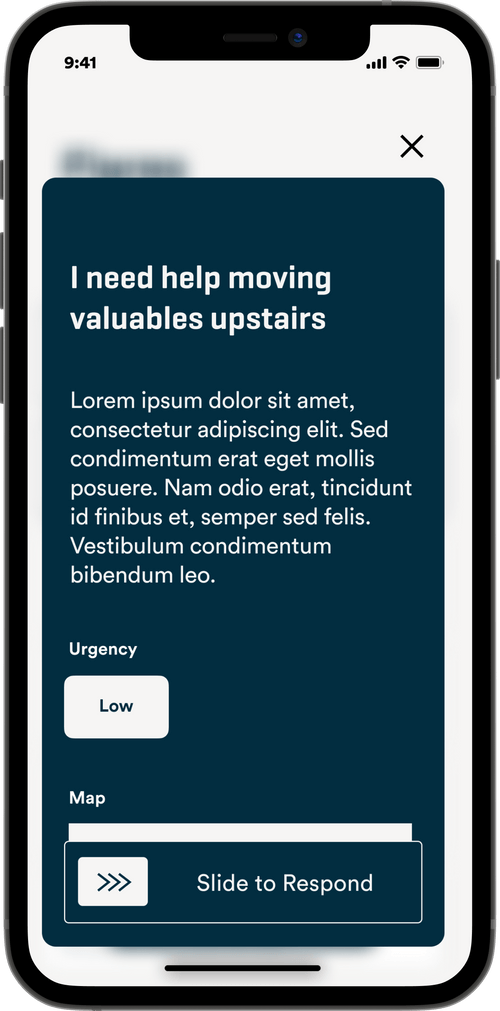 9:41
I need help moving
valuables upstairs
Lorem ipsum dolor sit amet,
consectetur adipiscing elit. Sed
condimentum erat eget mollis
posuere. Nam odio erat, tincidunt
id finibus et, semper sed felis.
Vestibulum condimentum
bibendum leo.
Urgency
Low
Map
Slide to Respond